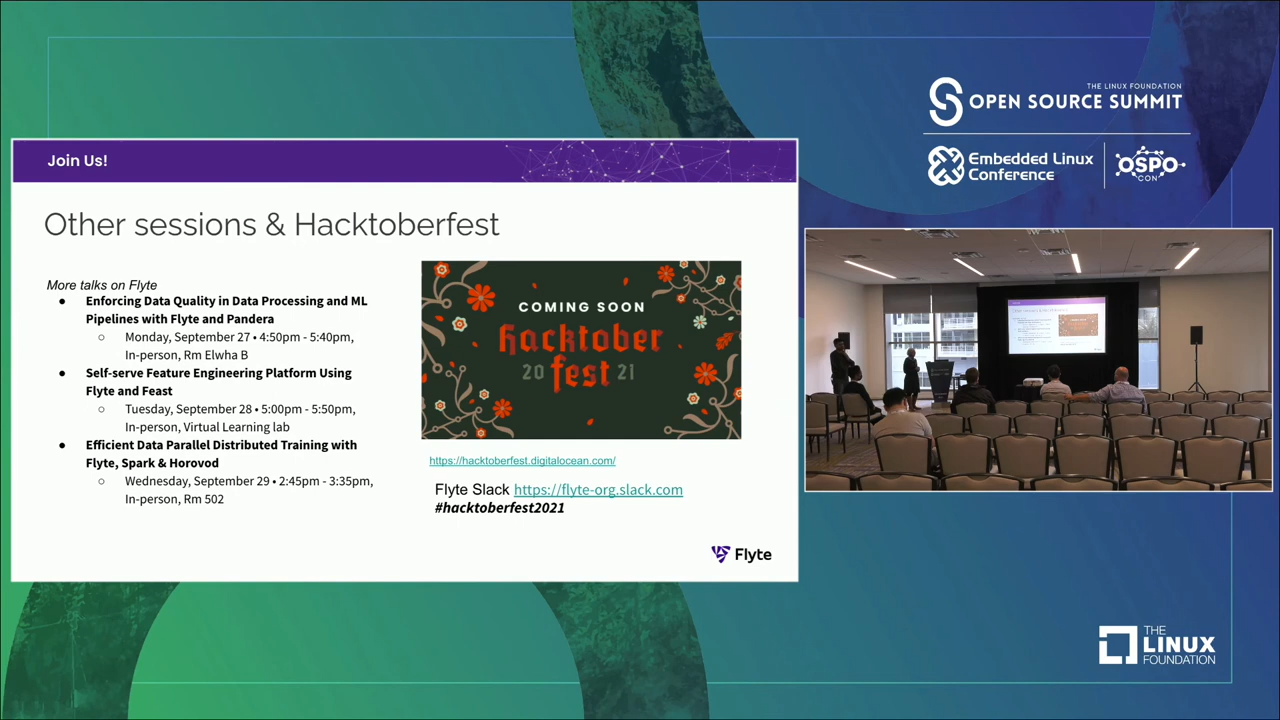 THE LINUX FOUNDATION
OPEN SOURCE SUMMIT
Embedded Linux
Conference
OSPO
CON
Join Us!
Other sessions & Hacktoberfest
More talks on Flyte
● Enforcing Data Quality in Data Processing and ML
Pipelines with Flyte and Pandera
○ Monday, September 27 • 4:50pm - 5:40pm,
In-person, Rm Elwha B
● Self-serve Feature Engineering Platform Using
Flyte and Feast
○ Tuesday, September 28 • 5:00pm - 5:50pm,
In-person, Virtual Learning lab
● Efficient Data Parallel Distributed Training with
Flyte, Spark & Horovod
○ Wednesday, September 29 • 2:45pm - 3:35pm,
In-person, Rm 502
COMING SOON
hacktober
20 fest 21
https://hacktoberfest.digitalocean.com/
Flyte Slack https://flyte-org.slack.com
#hacktoberfest2021
Flyte
THE
LINUX
FOUNDATION